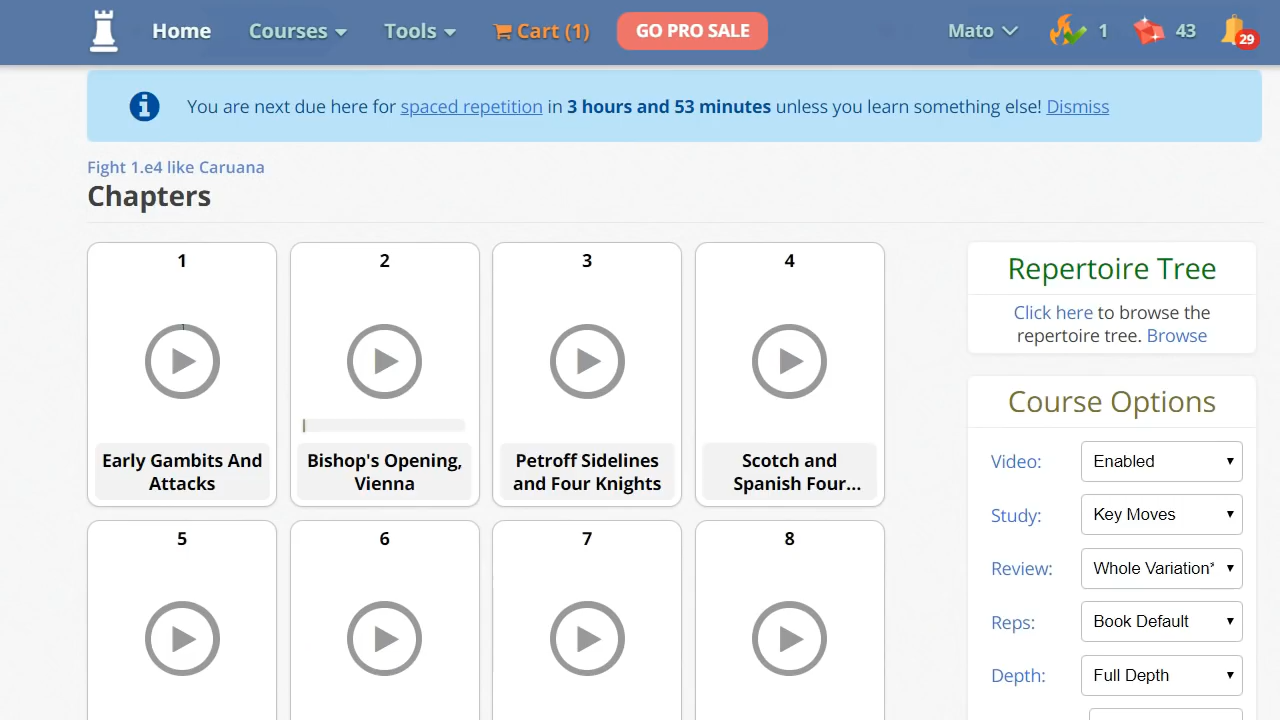 Home Courses Tools Cart (1) GO PRO SALE Mato 1 43 29
You are next due here for spaced repetition in 3 hours and 53 minutes unless you learn something else! Dismiss
Fight 1.e4 like Caruana
Chapters
1
Early Gambits And
Attacks
2
Bishop's Opening,
Vienna
3
Petroff Sidelines
and Four Knights
4
Scotch and
Spanish Four...
5
6
7
8
Repertoire Tree
Click here to browse the
repertoire tree. Browse
Course Options
Video: Enabled
Study: Key Moves
Review: Whole Variation*
Reps: Book Default
Depth: Full Depth